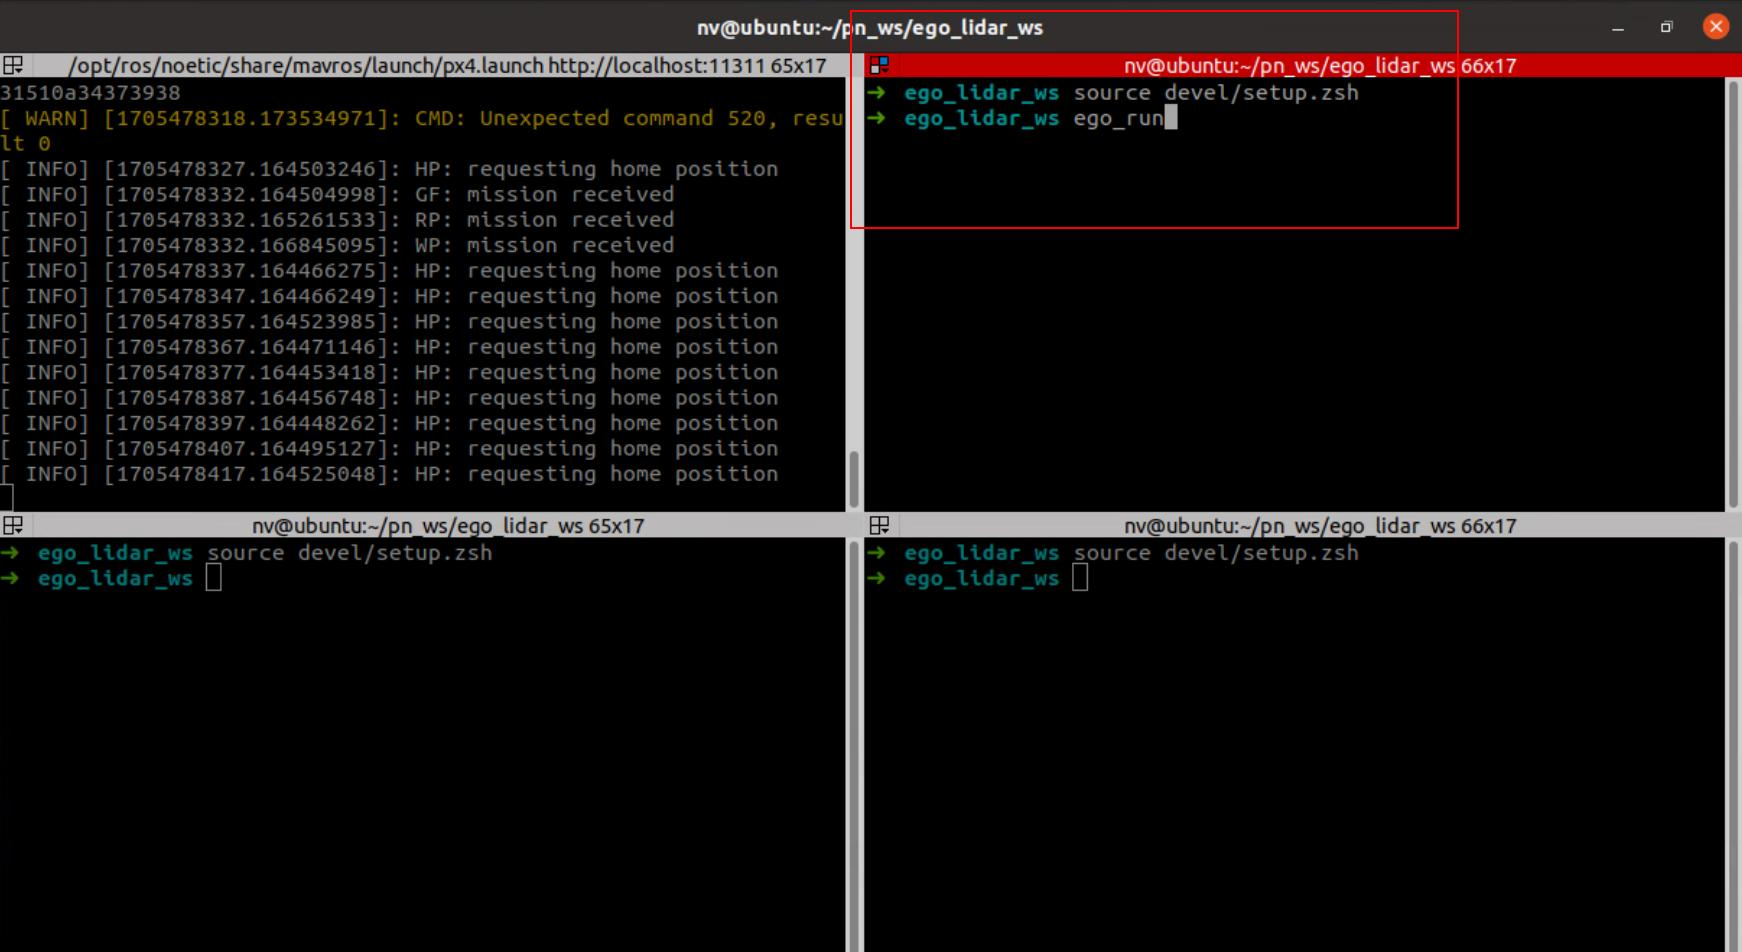 nv@ubuntu:~/pn_ws/ego_lidar_ws
/opt/ros/noetic/share/mavros/launch/px4.launch http://localhost:11311 65x17
31510a34373938
[ WARN] [1705478318.173534971]: CMD: Unexpected command 520, resu
lt 0
[ INFO] [1705478327.164503246]: HP: requesting home position
[ INFO] [1705478332.164504998]: GF: mission received
[ INFO] [1705478332.165261533]: RP: mission received
[ INFO] [1705478332.166845095]: WP: mission received
[ INFO] [1705478337.164466275]: HP: requesting home position
[ INFO] [1705478347.164466249]: HP: requesting home position
[ INFO] [1705478357.164523985]: HP: requesting home position
[ INFO] [1705478367.164471146]: HP: requesting home position
[ INFO] [1705478377.164453418]: HP: requesting home position
[ INFO] [1705478387.164456748]: HP: requesting home position
[ INFO] [1705478397.164448262]: HP: requesting home position
[ INFO] [1705478407.164495127]: HP: requesting home position
[ INFO] [1705478417.164525048]: HP: requesting home position
nv@ubuntu:~/pn_ws/ego_lidar_ws 66x17
➜ ego_lidar_ws source devel/setup.zsh
➜ ego_lidar_ws ego_run
nv@ubuntu:~/pn_ws/ego_lidar_ws 65x17
➜ ego_lidar_ws source devel/setup.zsh
➜ ego_lidar_ws
nv@ubuntu:~/pn_ws/ego_lidar_ws 66x17
➜ ego_lidar_ws source devel/setup.zsh
➜ ego_lidar_ws